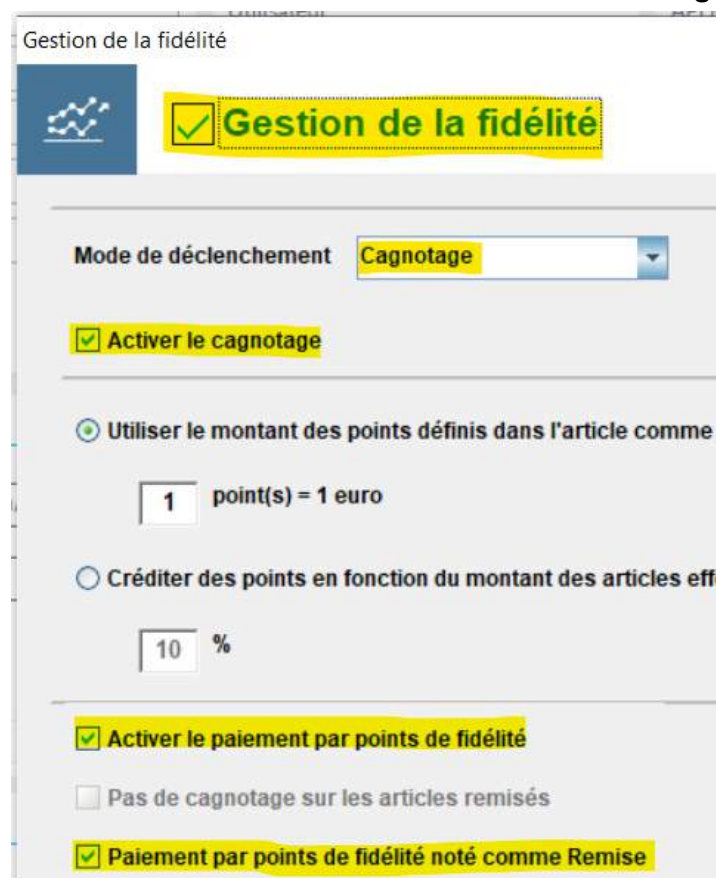 Gestion de la fidélité
Gestion de la fidélité
Mode de déclenchement Cagnotage
Activer le cagnotage
Utiliser le montant des points définis dans l'article comme
1 point(s) = 1 euro
Créditer des points en fonction du montant des articles eff
10 %
Activer le paiement par points de fidélité
Pas de cagnotage sur les articles remisés
Paiement par points de fidélité noté comme Remise